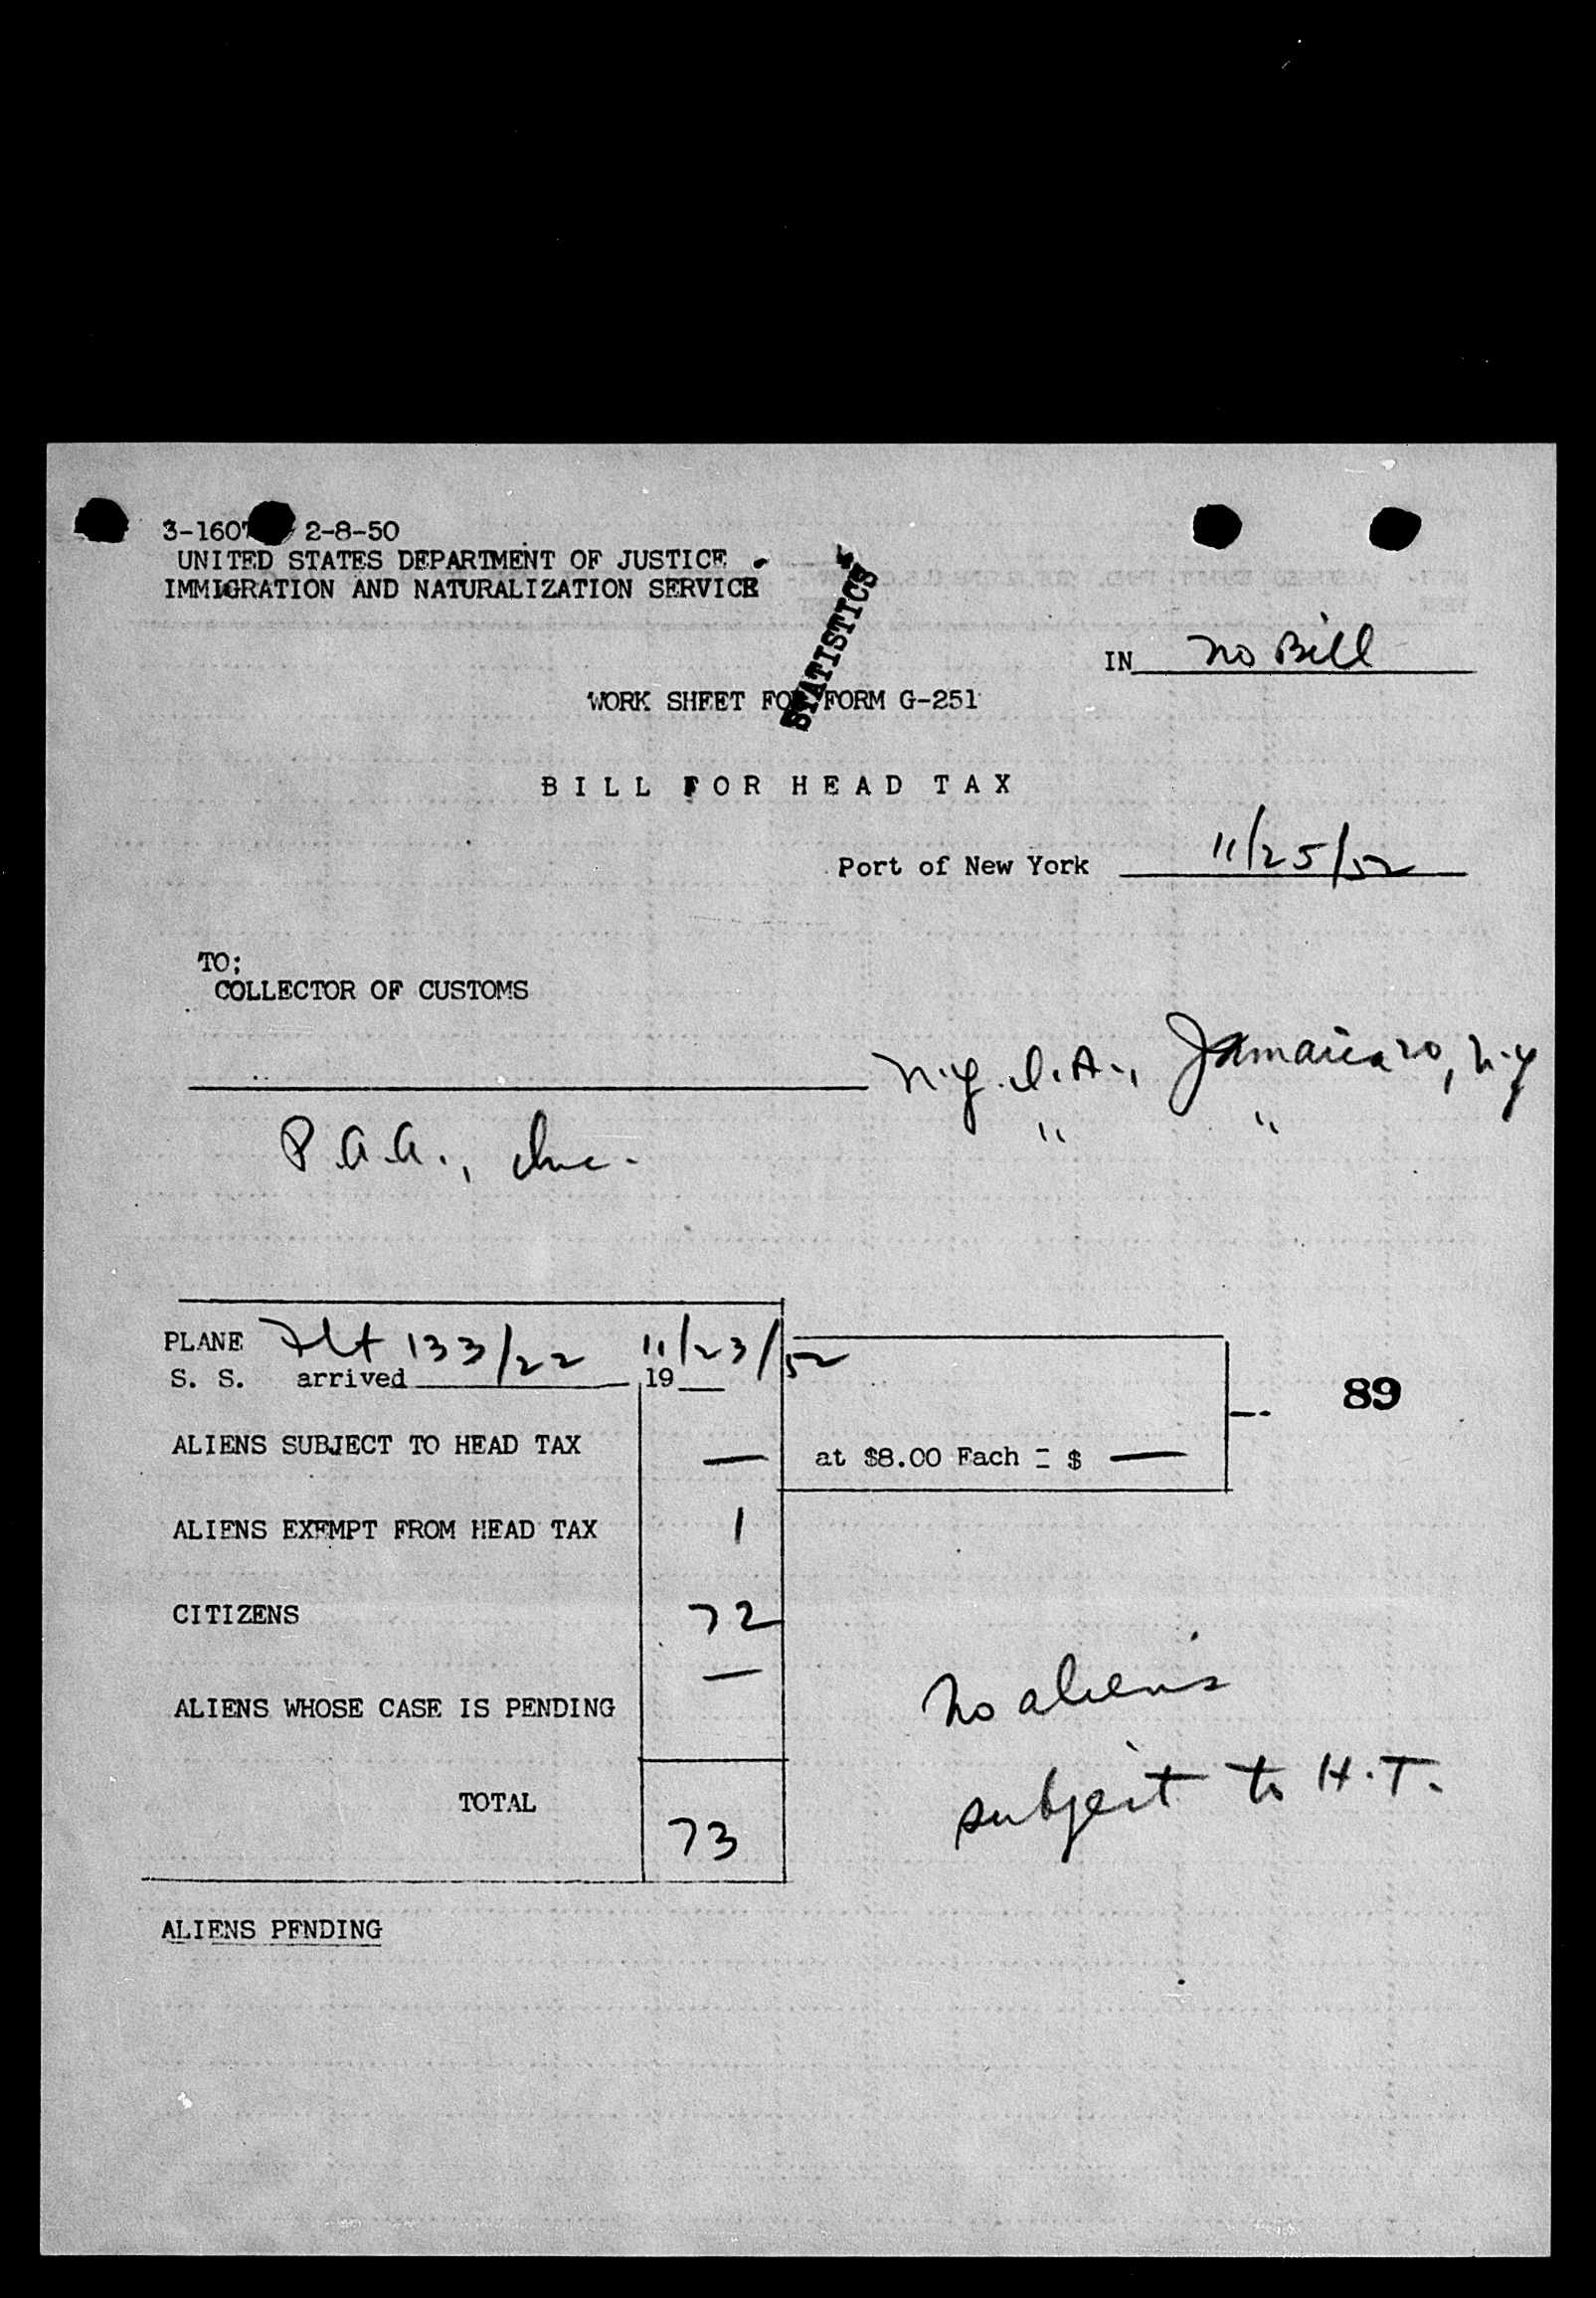 3-1607 2-8-50
UNITED STATES DEPARTMENT OF JUSTICE
IMMIGRATION AND NATURALIZATION SERVICE
STATISTICS
IN no Bill
WORK SHEET FOR FORM G-251
BILL FOR HEAD TAX
Port of New York 11/25/52
TO:
COLLECTOR OF CUSTOMS
N.Y.I.A., Jamaica 20, N.Y
" "
P.A.A., Inc.
PLANE Flt 133/22 11/23/52
S. S. arrived , 19
89
ALIENS SUBJECT TO HEAD TAX — at $8.00 Each = $ —
ALIENS EXEMPT FROM HEAD TAX 1
CITIZENS 72
ALIENS WHOSE CASE IS PENDING —
no aliens
subject to H.T.
TOTAL 73
ALIENS PENDING